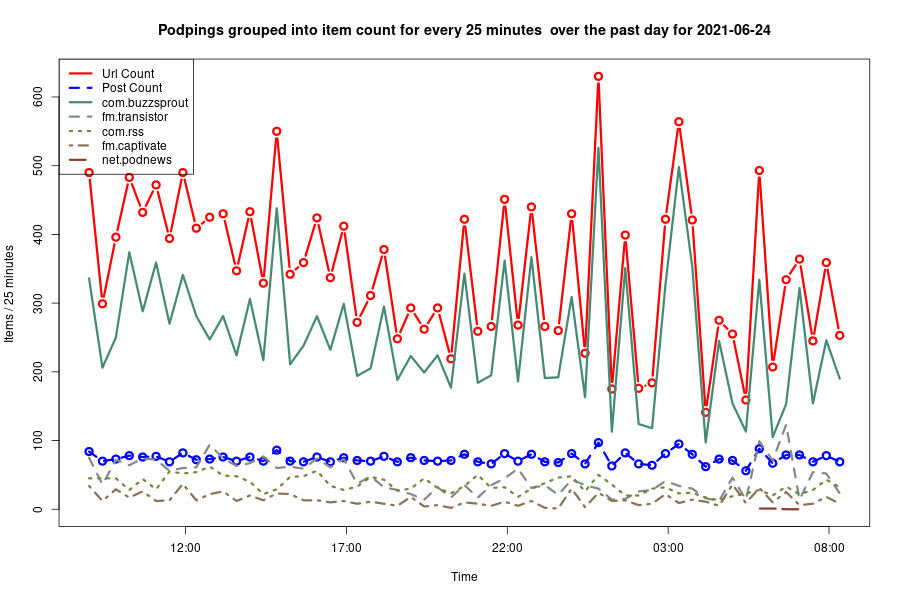 Podpings grouped into item count for every 25 minutes  over the past day for 2021-06-24
Url Count
Post Count
com.buzzsprout
fm.transistor
com.rss
fm.captivate
net.podnews
Items / 25 minutes
600
500
400
300
200
100
0
12:00 17:00 22:00 03:00 08:00
Time